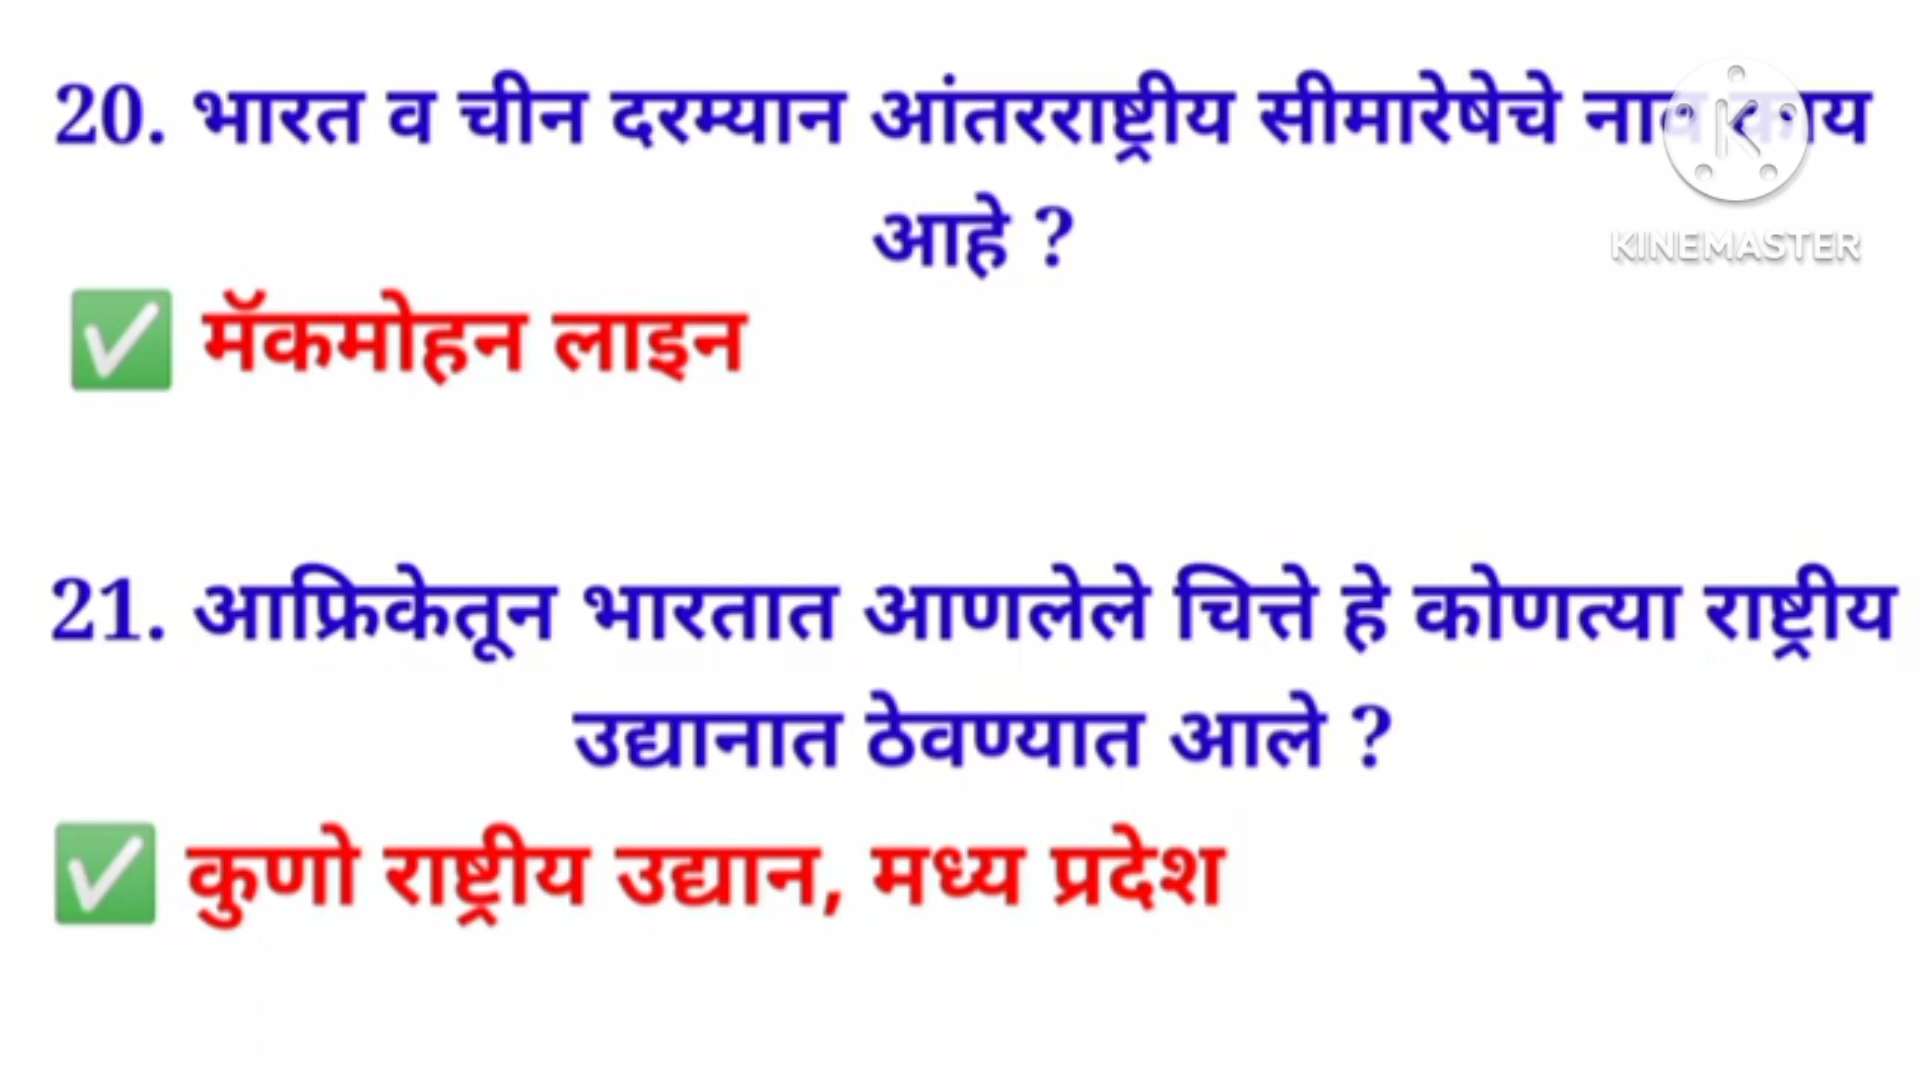 20. भारत व चीन दरम्यान आंतरराष्ट्रीय सीमारेषेचे नाव काय
आहे ?
KINEMASTER
✅ मॅकमोहन लाइन
21. आफ्रिकेतून भारतात आणलेले चित्ते हे कोणत्या राष्ट्रीय
उद्यानात ठेवण्यात आले ?
✅ कुणो राष्ट्रीय उद्यान, मध्य प्रदेश